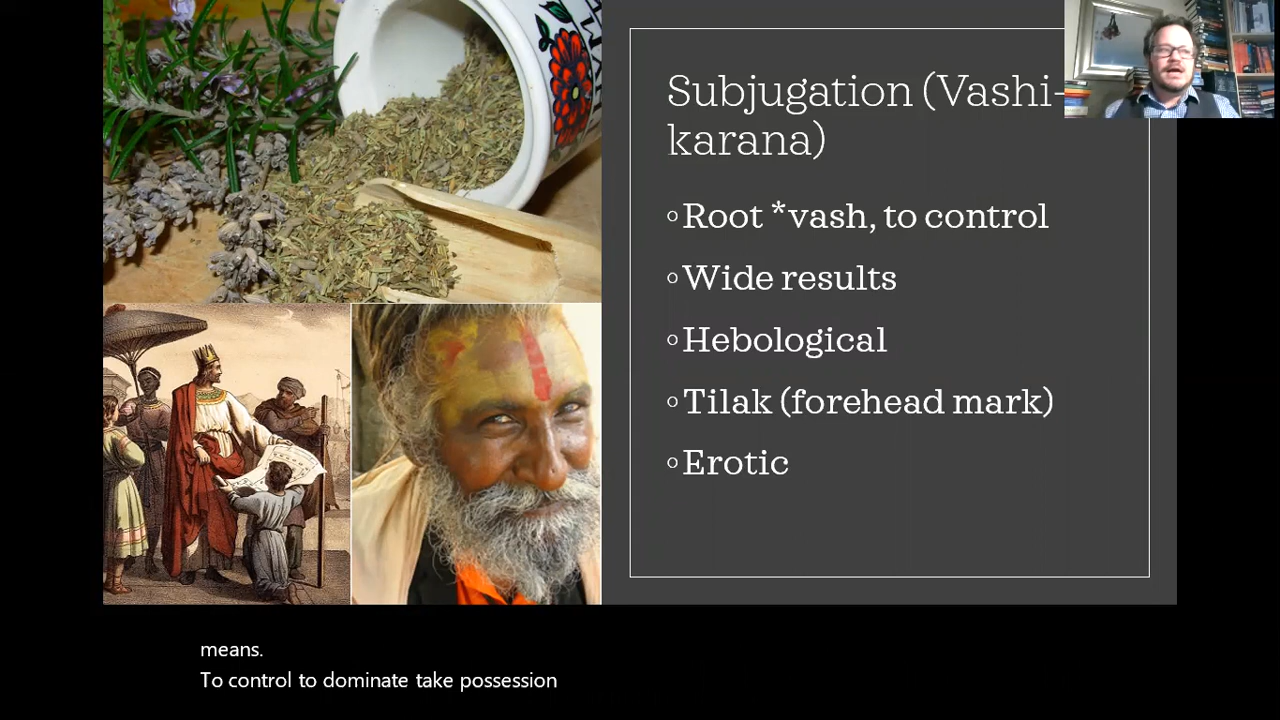 Subjugation (Vashi-
karana)
◦Root *vash, to control
◦Wide results
◦Hebological
◦Tilak (forehead mark)
◦Erotic
means.
To control to dominate take possession